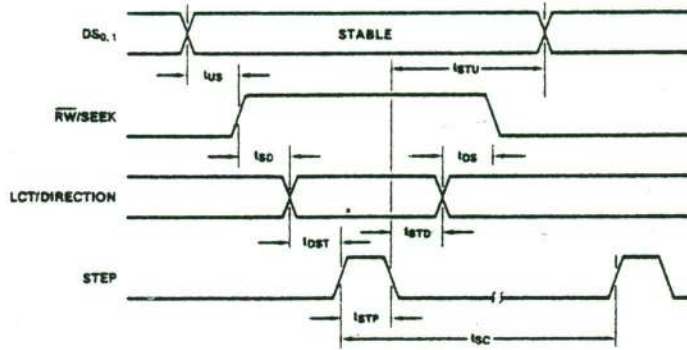 DS0, 1
STABLE
tUS
tSTU
RW/SEEK
tSD
tDS
LCT/DIRECTION
tDST
tSTD
STEP
tSTP
tSC